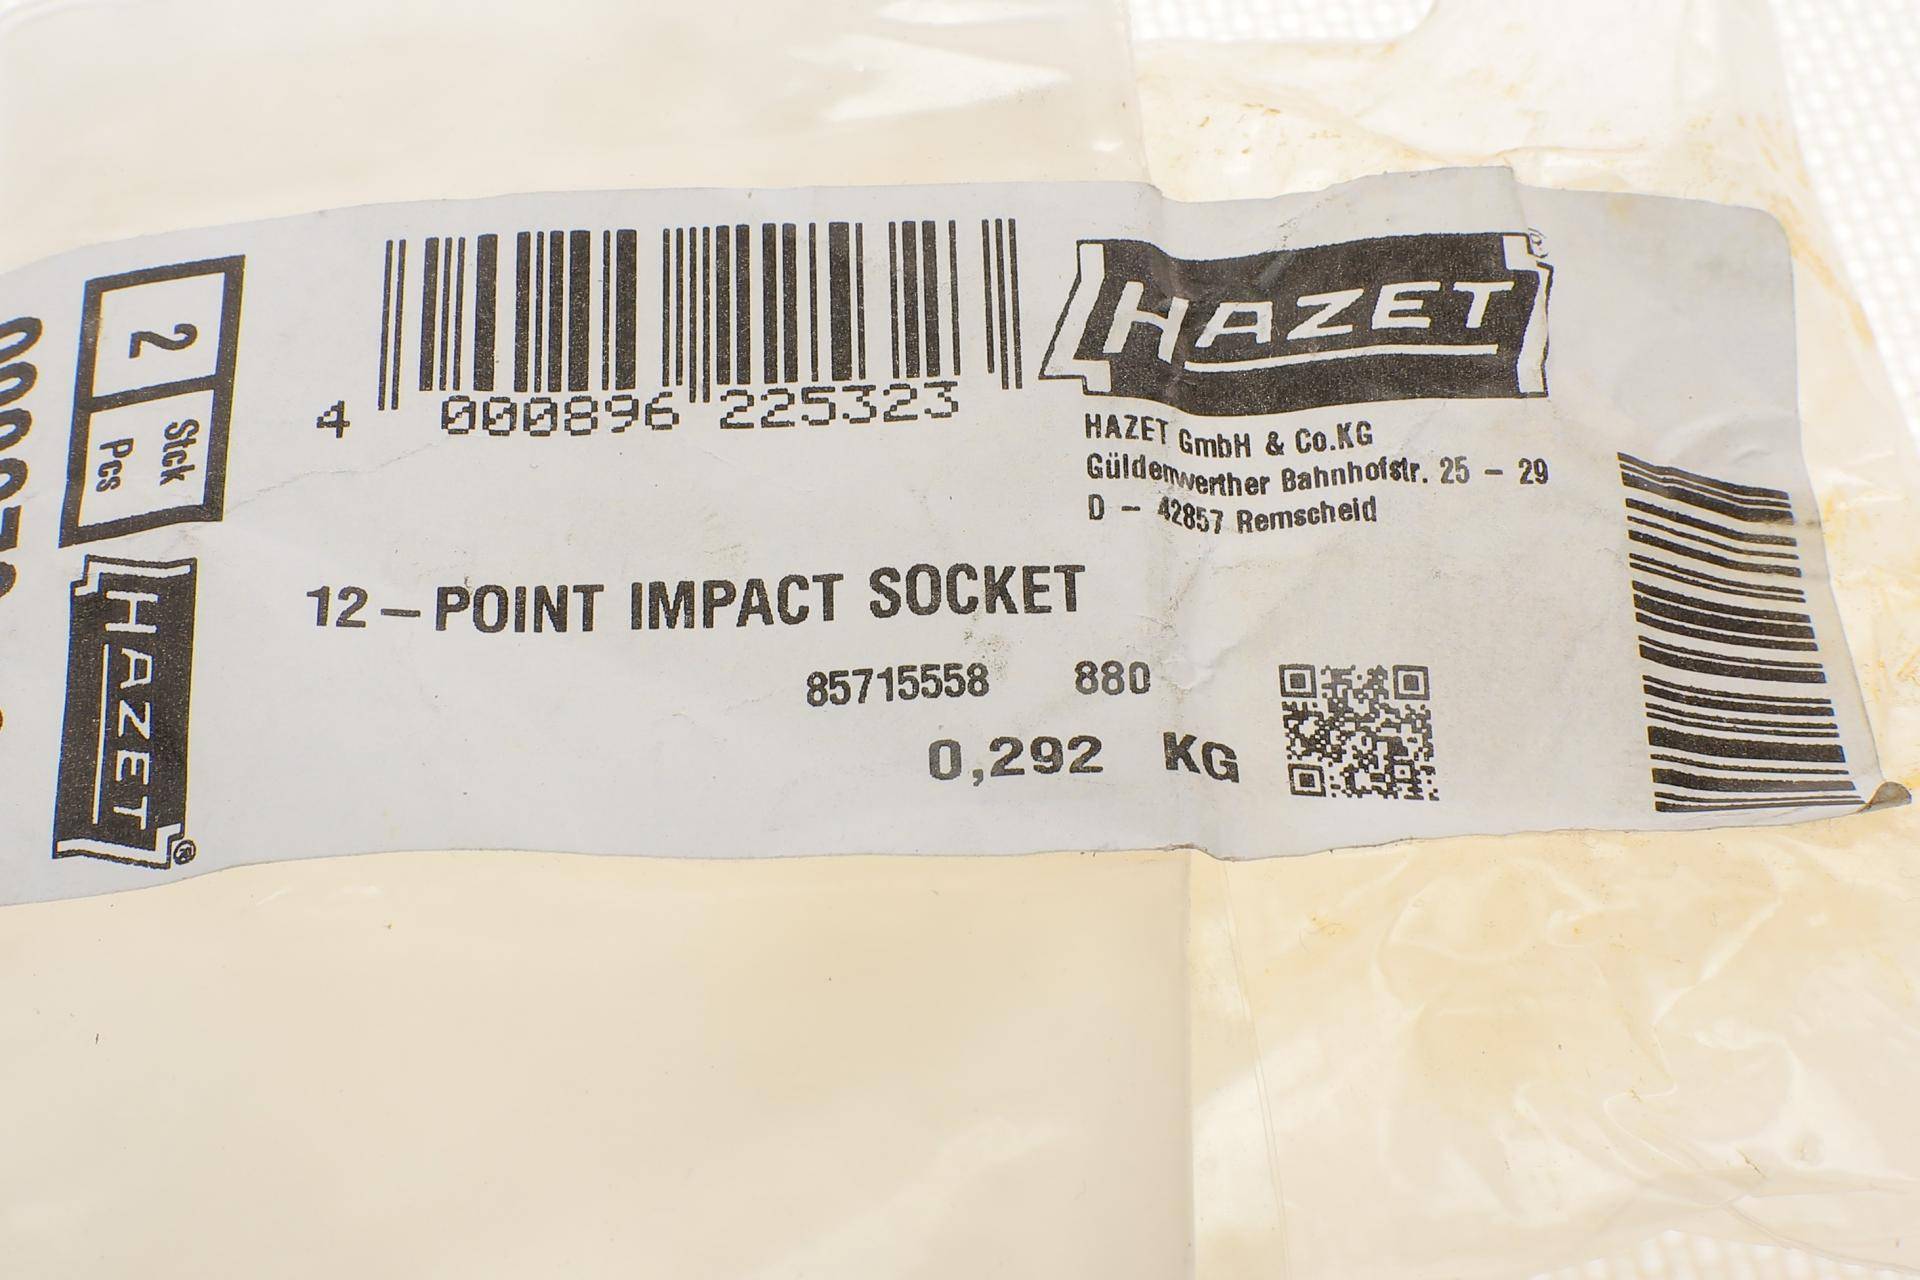 2
Stck
Pcs
HAZET
®
4 000896 225323
HAZET
®
HAZET GmbH & Co.KG
Güldenwerther Bahnhofstr. 25 – 29
D – 42857 Remscheid
12–POINT IMPACT SOCKET
85715558 880
0,292 KG